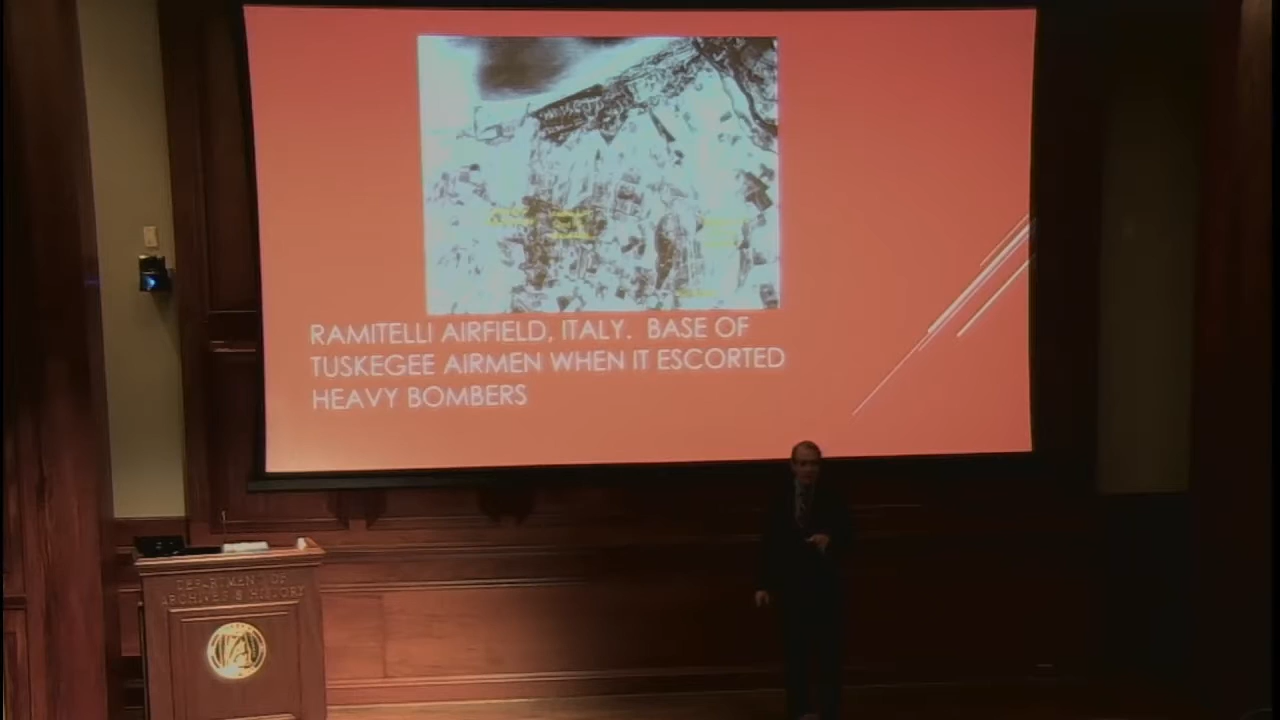 RAMITELLI AIRFIELD, ITALY. BASE OF
TUSKEGEE AIRMEN WHEN IT ESCORTED
HEAVY BOMBERS
DEPARTMENT OF
ARCHIVES & HISTORY